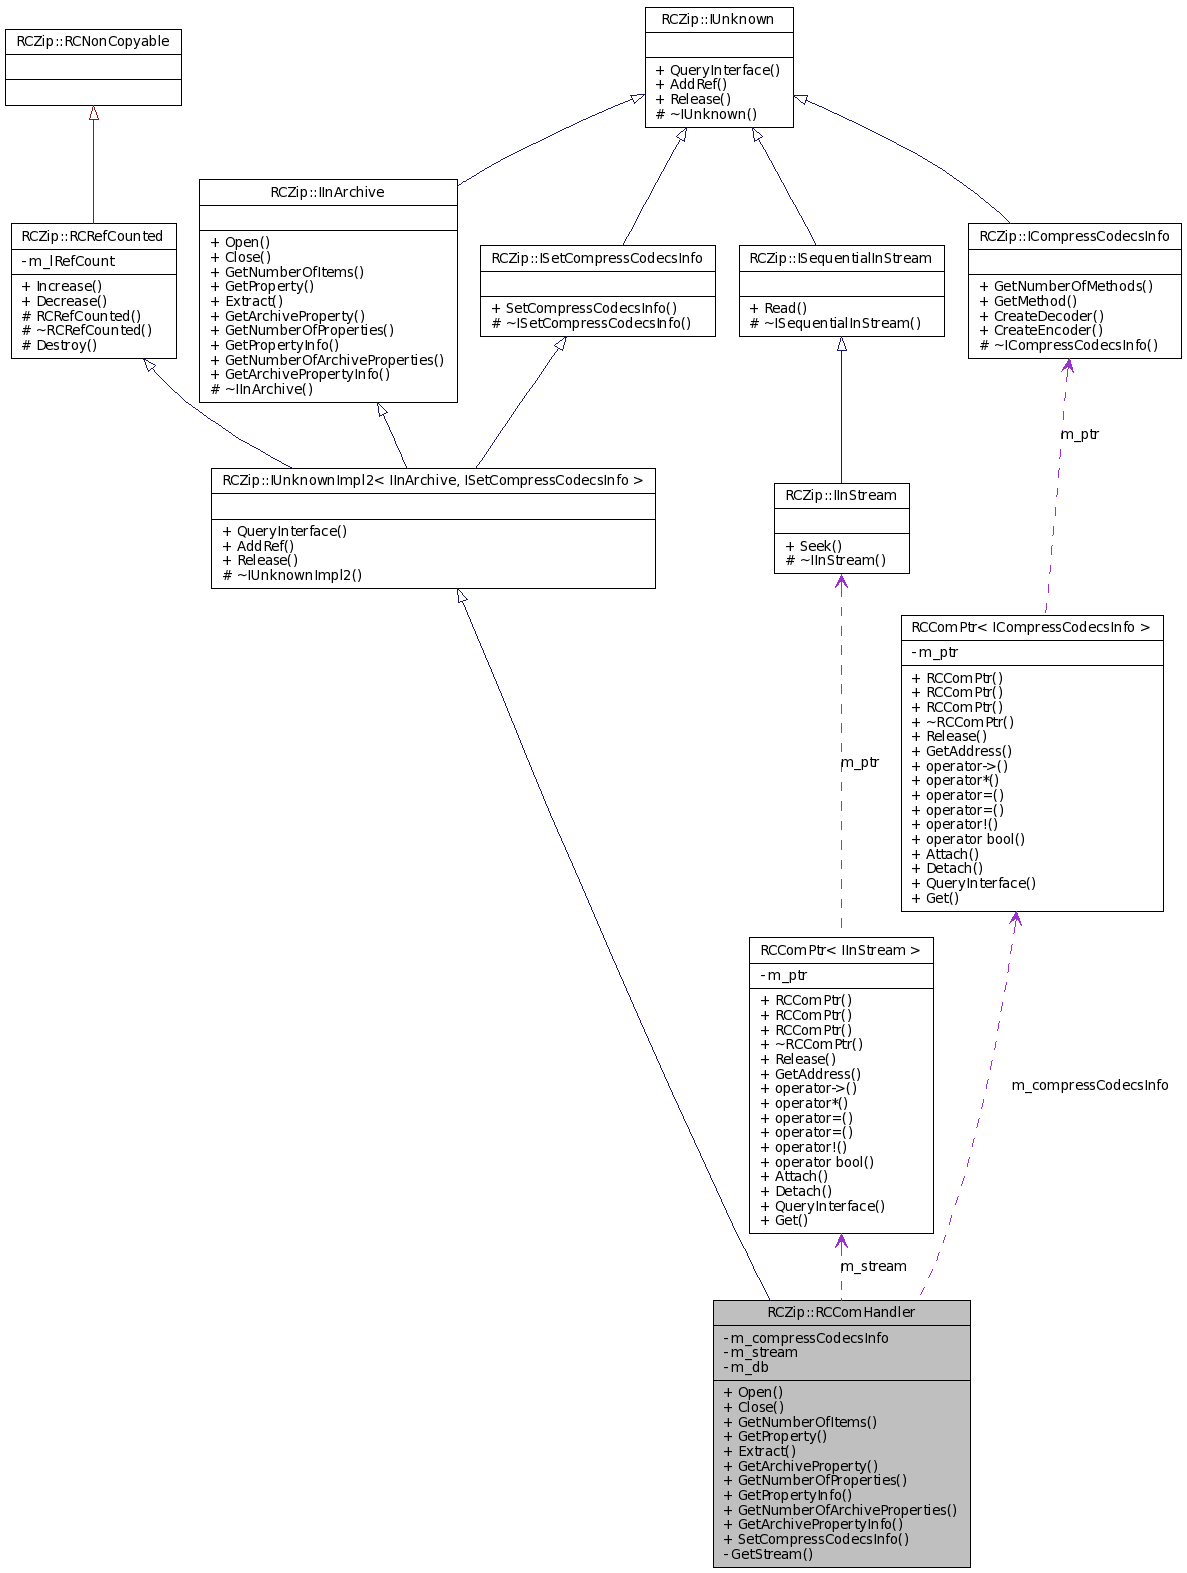 RCZip::RCNonCopyable
RCZip::IUnknown
+ QueryInterface()
+ AddRef()
+ Release()
# ~IUnknown()
RCZip::RCRefCounted
- m_lRefCount
+ Increase()
+ Decrease()
# RCRefCounted()
# ~RCRefCounted()
# Destroy()
RCZip::IInArchive
+ Open()
+ Close()
+ GetNumberOfItems()
+ GetProperty()
+ Extract()
+ GetArchiveProperty()
+ GetNumberOfProperties()
+ GetPropertyInfo()
+ GetNumberOfArchiveProperties()
+ GetArchivePropertyInfo()
# ~IInArchive()
RCZip::ISetCompressCodecsInfo
+ SetCompressCodecsInfo()
# ~ISetCompressCodecsInfo()
RCZip::ISequentialInStream
+ Read()
# ~ISequentialInStream()
RCZip::ICompressCodecsInfo
+ GetNumberOfMethods()
+ GetMethod()
+ CreateDecoder()
+ CreateEncoder()
# ~ICompressCodecsInfo()
m_ptr
RCZip::IUnknownImpl2< IInArchive, ISetCompressCodecsInfo >
+ QueryInterface()
+ AddRef()
+ Release()
# ~IUnknownImpl2()
RCZip::IInStream
+ Seek()
# ~IInStream()
RCComPtr< ICompressCodecsInfo >
- m_ptr
+ RCComPtr()
+ RCComPtr()
+ RCComPtr()
+ ~RCComPtr()
+ Release()
+ GetAddress()
+ operator->()
+ operator*()
+ operator=()
+ operator=()
+ operator!()
+ operator bool()
+ Attach()
+ Detach()
+ QueryInterface()
+ Get()
m_ptr
RCComPtr< IInStream >
- m_ptr
+ RCComPtr()
+ RCComPtr()
+ RCComPtr()
+ ~RCComPtr()
+ Release()
+ GetAddress()
+ operator->()
+ operator*()
+ operator=()
+ operator=()
+ operator!()
+ operator bool()
+ Attach()
+ Detach()
+ QueryInterface()
+ Get()
m_compressCodecsInfo
m_stream
RCZip::RCComHandler
- m_compressCodecsInfo
- m_stream
- m_db
+ Open()
+ Close()
+ GetNumberOfItems()
+ GetProperty()
+ Extract()
+ GetArchiveProperty()
+ GetNumberOfProperties()
+ GetPropertyInfo()
+ GetNumberOfArchiveProperties()
+ GetArchivePropertyInfo()
+ SetCompressCodecsInfo()
- GetStream()